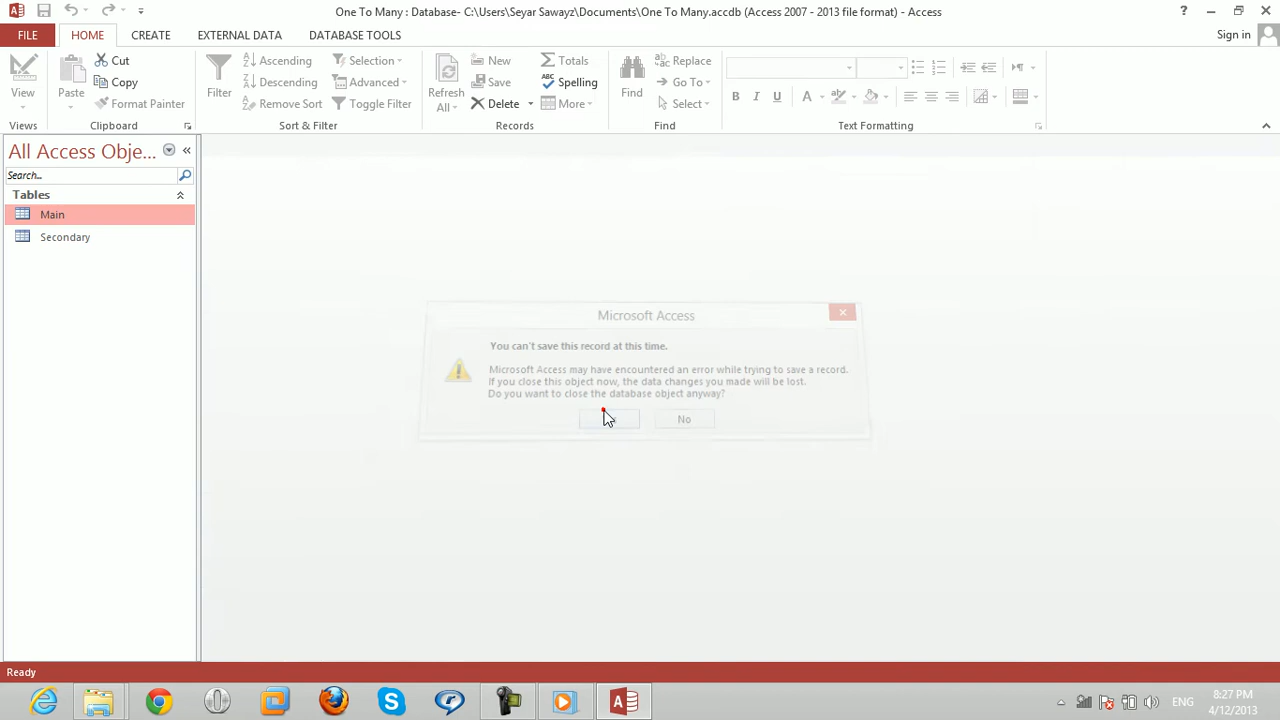 One To Many : Database- C:\Users\Seyar Sawayz\Documents\One To Many.accdb (Access 2007 - 2013 file format) - Access
FILE HOME CREATE EXTERNAL DATA DATABASE TOOLS Sign in
View
Views
Paste
Cut
Copy
Format Painter
Clipboard
Filter
Ascending
Descending
Remove Sort
Selection
Advanced
Toggle Filter
Sort & Filter
Refresh
All
New
Save
Delete
Totals
Spelling
More
Records
Find
Replace
Go To
Select
Find
B I U A
Text Formatting
All Access Obje...
Search...
Tables
Main
Secondary
Microsoft Access
You can't save this record at this time.
Microsoft Access may have encountered an error while trying to save a record.
If you close this object now, the data changes you made will be lost.
Do you want to close the database object anyway?
No
Ready
ENG
8:27 PM
4/12/2013